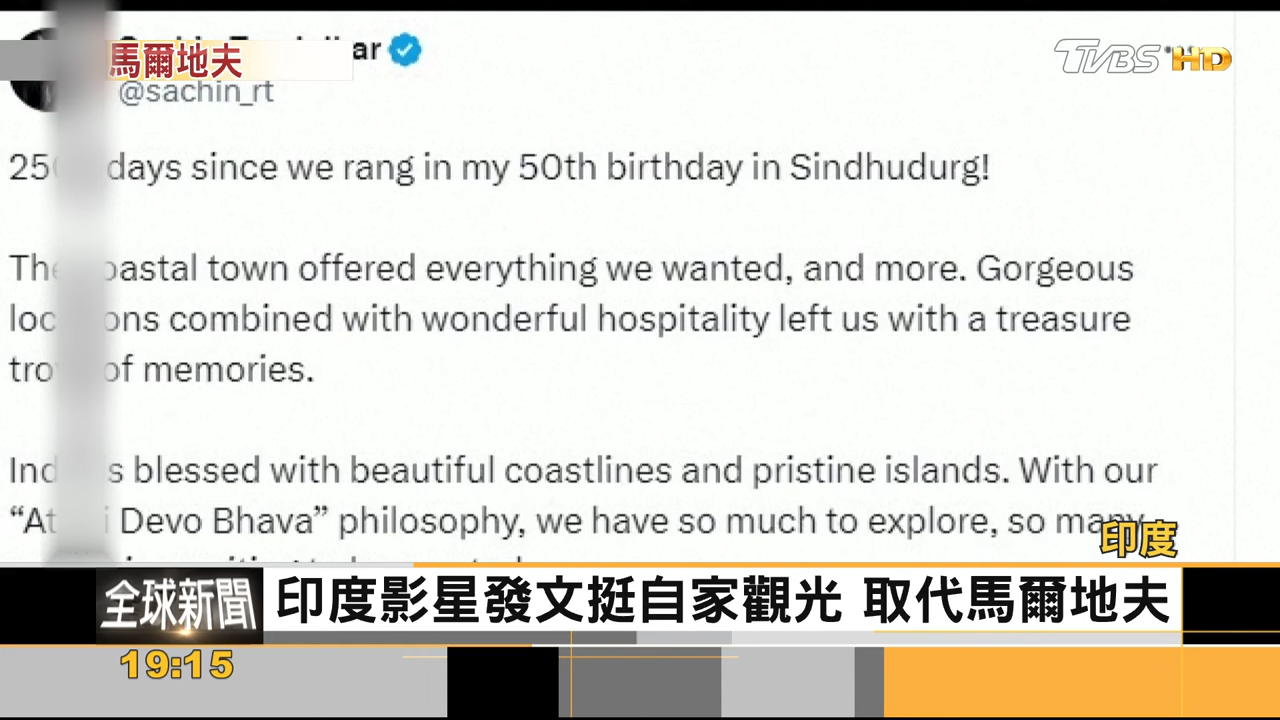 馬爾地夫
TVBS HD
@sachin_rt
days since we rang in my 50th birthday in Sindhudurg!
town offered everything we wanted, and more. Gorgeous
combined with wonderful hospitality left us with a treasure
of memories.
blessed with beautiful coastlines and pristine islands. With our
Devo Bhava” philosophy, we have so much to explore, so many
印度
全球新聞
印度影星發文挺自家觀光 取代馬爾地夫
19:15